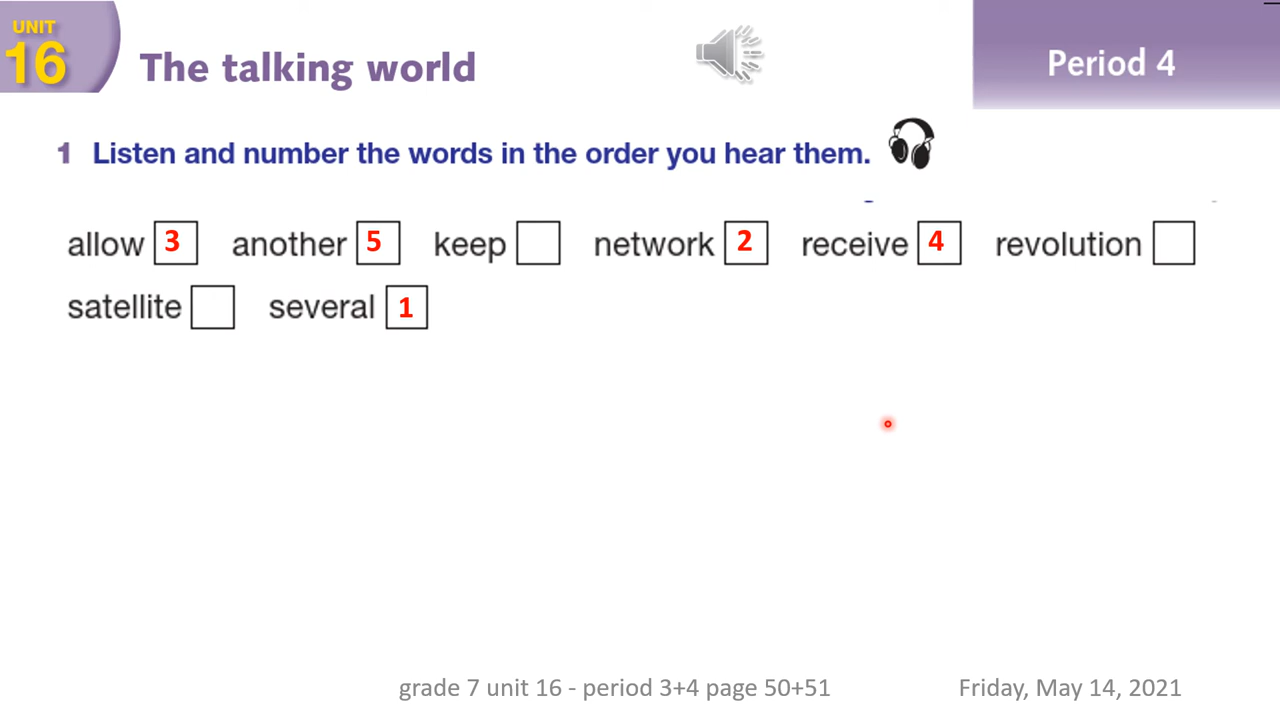 UNIT
16
The talking world
Period 4
1 Listen and number the words in the order you hear them.
allow 3 another 5 keep network 2 receive 4 revolution
satellite several 1
grade 7 unit 16 - period 3+4 page 50+51
Friday, May 14, 2021